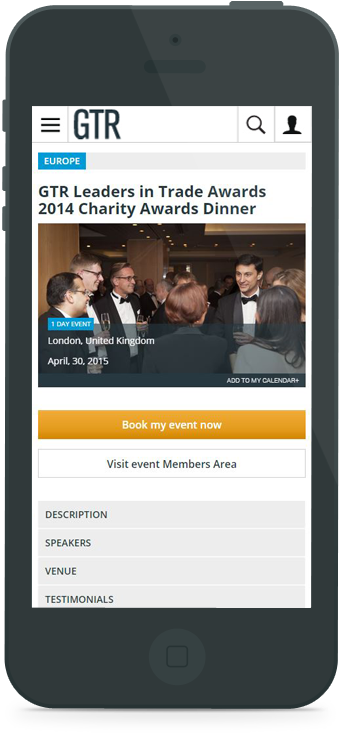 GTR
EUROPE
GTR Leaders in Trade Awards
2014 Charity Awards Dinner
1 DAY EVENT
London, United Kingdom
April, 30, 2015
ADD TO MY CALENDAR+
Book my event now
Visit event Members Area
DESCRIPTION
SPEAKERS
VENUE
TESTIMONIALS